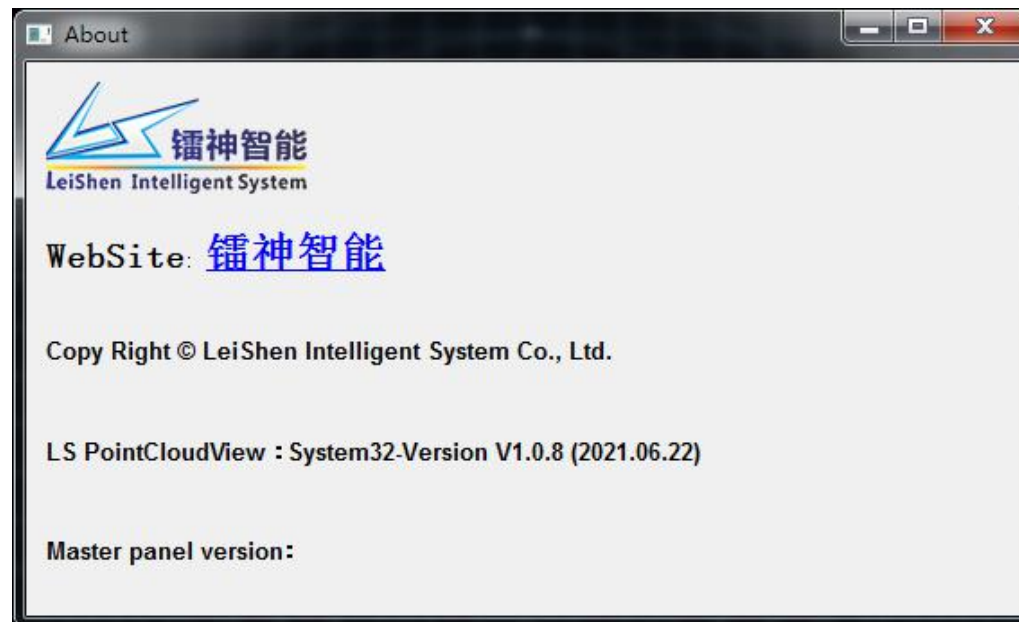 About
镭神智能
LeiShen Intelligent System
WebSite: 镭神智能
Copy Right © LeiShen Intelligent System Co., Ltd.
LS PointCloudView：System32-Version V1.0.8 (2021.06.22)
Master panel version：